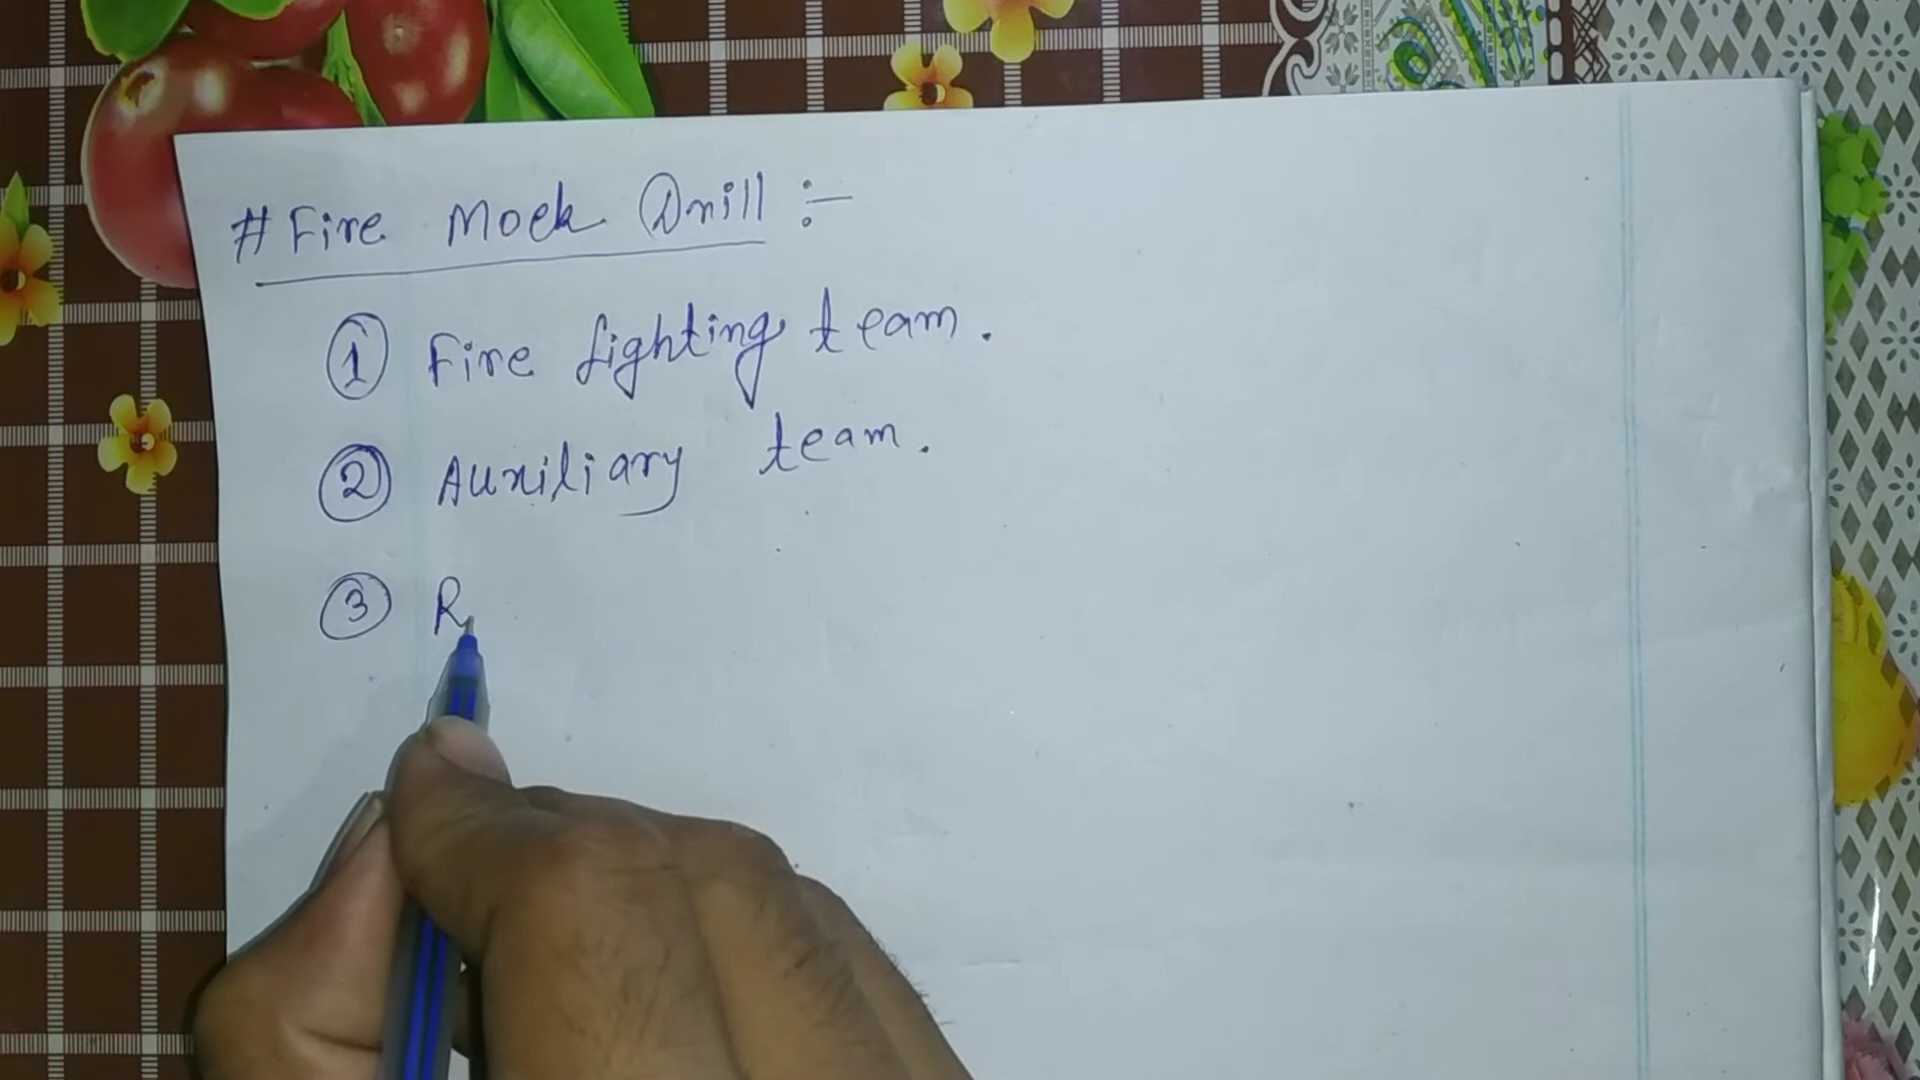 # Fire Mock Drill :-
① Fire fighting team.
② Auxiliary team.
③ R